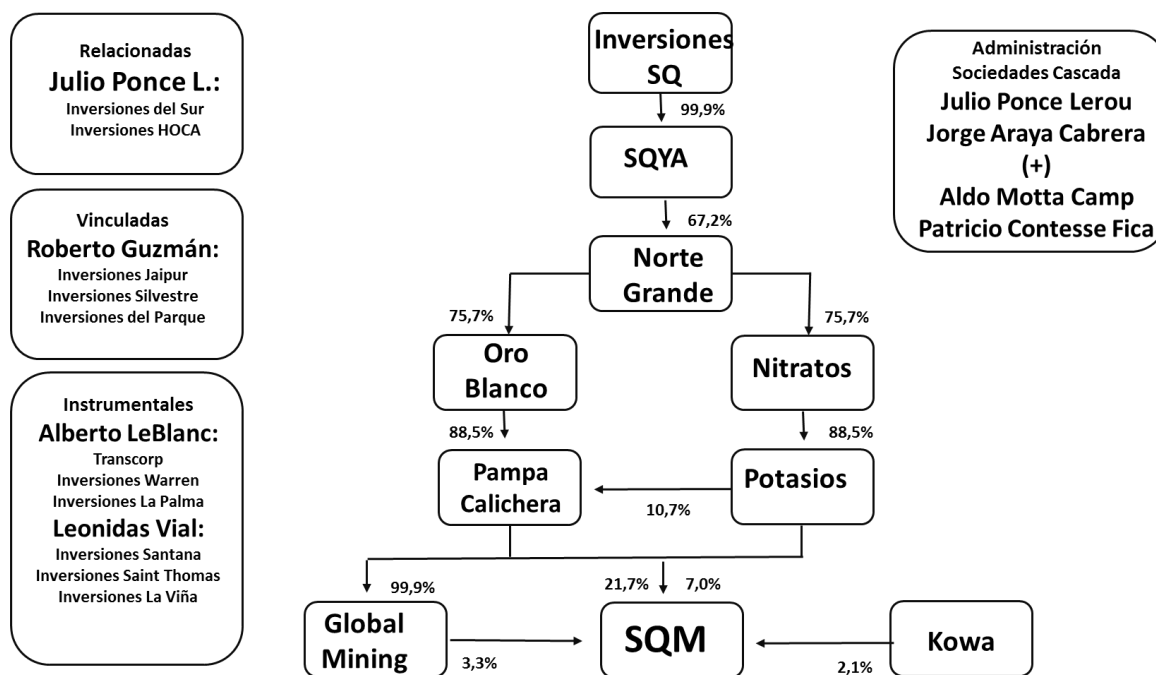 Relacionadas
Julio Ponce L.:
Inversiones del Sur
Inversiones HOCA
Vinculadas
Roberto Guzmán:
Inversiones Jaipur
Inversiones Silvestre
Inversiones del Parque
Instrumentales
Alberto LeBlanc:
Transcorp
Inversiones Warren
Inversiones La Palma
Leonidas Vial:
Inversiones Santana
Inversiones Saint Thomas
Inversiones La Viña
Inversiones
SQ
99,9%
SQYA
67,2%
Norte
Grande
75,7%
75,7%
Oro
Blanco
Nitratos
88,5%
88,5%
Pampa
Calichera
Potasios
10,7%
99,9%
21,7%
7,0%
Global
Mining
3,3%
SQM
2,1%
Kowa
Administración
Sociedades Cascada
Julio Ponce Lerou
Jorge Araya Cabrera
(+)
Aldo Motta Camp
Patricio Contesse Fica